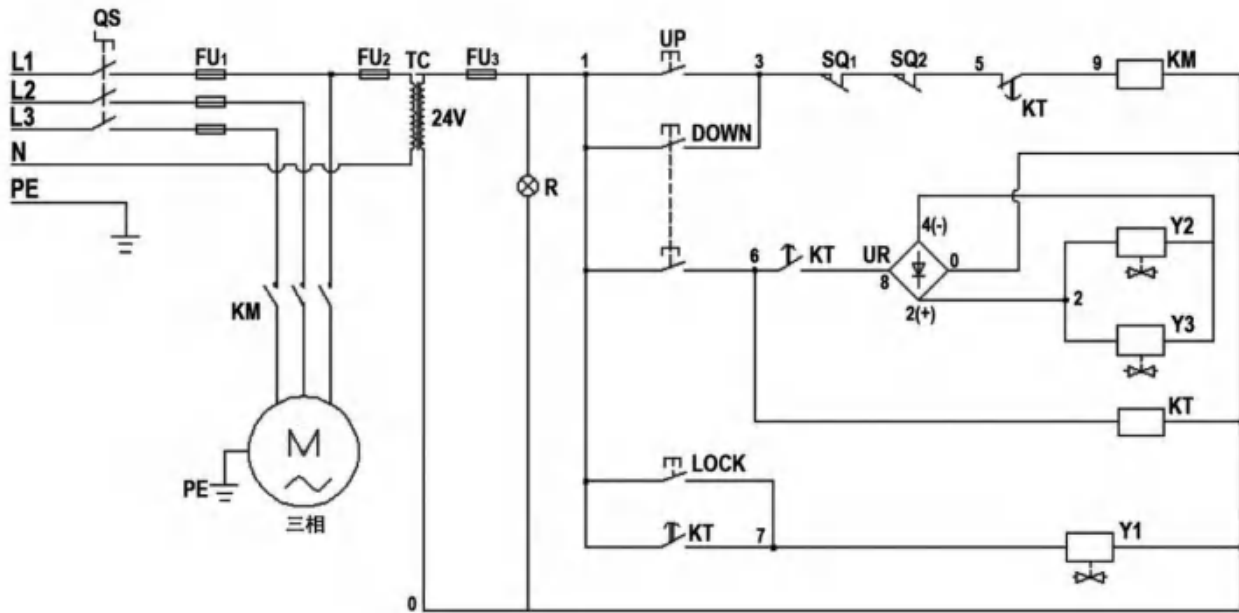 QS
L1
FU1
FU2
TC
FU3
1
UP
3
SQ1
SQ2
5
9
KM
L2
L3
24V
KT
DOWN
N
PE
R
4(-)
Y2
6
KT
UR
0
8
2(+)
2
KM
Y3
KT
M
PE
三相
LOCK
KT
7
Y1
0